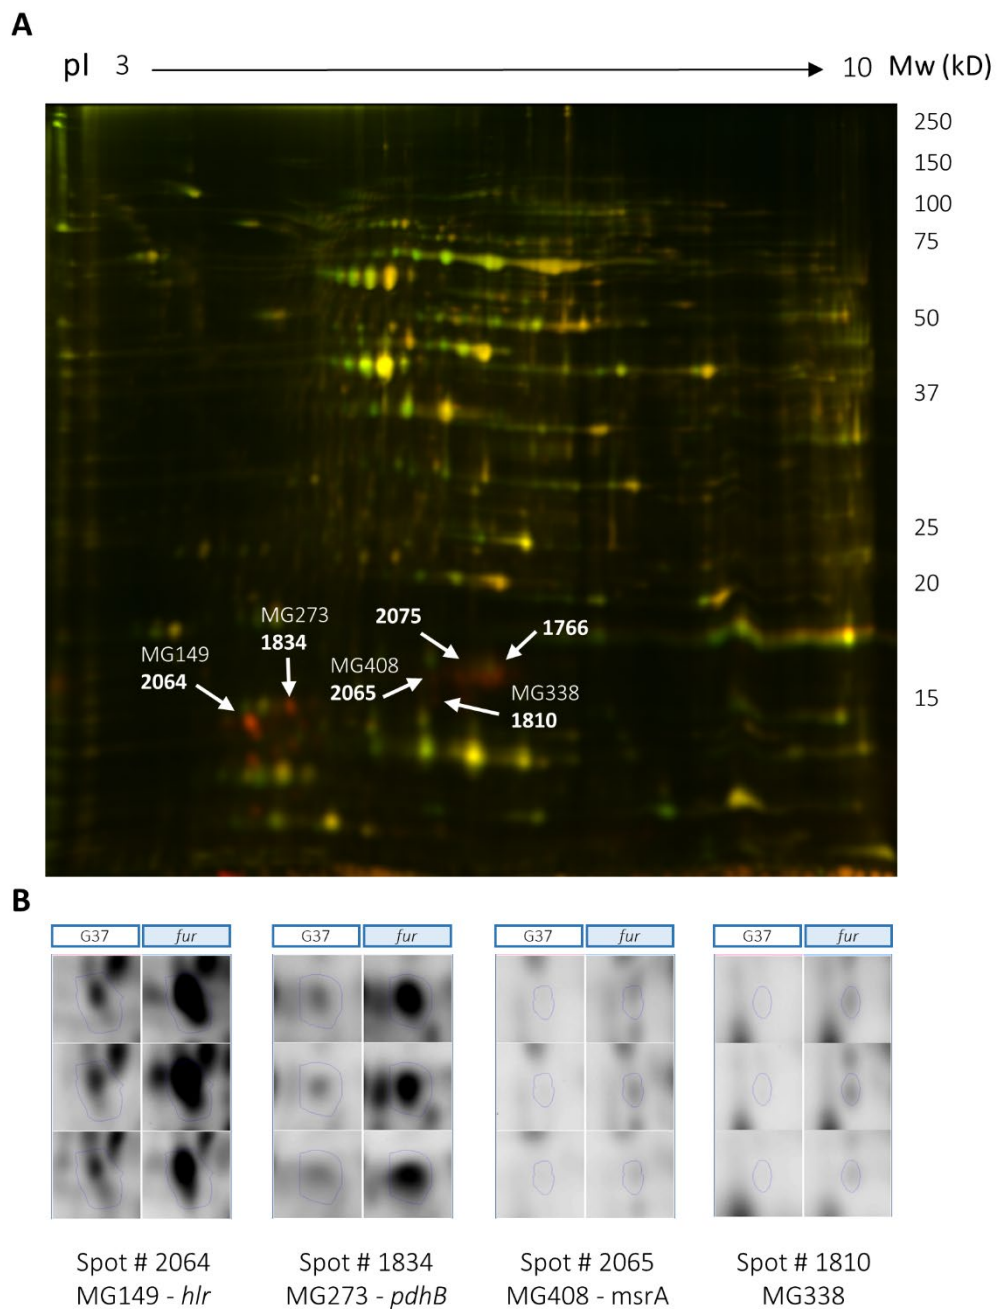 A
pI 3 10 Mw (kD)
250
150
100
75
50
37
25
20
15
MG273
1834
2075
1766
MG149
2064
MG408
2065
MG338
1810
B
G37 fur G37 fur G37 fur G37 fur
Spot # 2064 Spot # 1834 Spot # 2065 Spot # 1810
MG149 - hlr MG273 - pdhB MG408 - msrA MG338